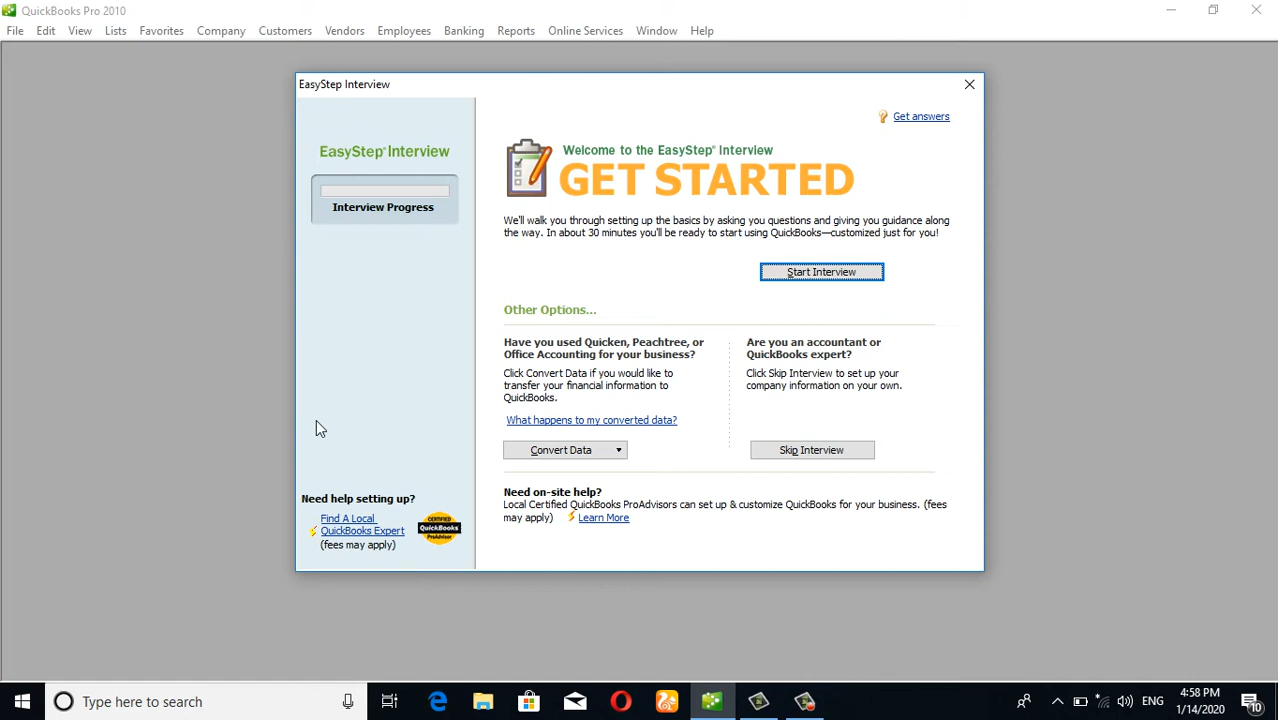 QuickBooks Pro 2010
File Edit View Lists Favorites Company Customers Vendors Employees Banking Reports Online Services Window Help
EasyStep Interview
Get answers
EasyStep® Interview
Interview Progress
Welcome to the EasyStep® Interview
GET STARTED
We'll walk you through setting up the basics by asking you questions and giving you guidance along
the way. In about 30 minutes you'll be ready to start using QuickBooks—customized just for you!
Start Interview
Other Options...
Have you used Quicken, Peachtree, or
Office Accounting for your business?
Click Convert Data if you would like to
transfer your financial information to
QuickBooks.
What happens to my converted data?
Convert Data
Are you an accountant or
QuickBooks expert?
Click Skip Interview to set up your
company information on your own.
Skip Interview
Need on-site help?
Local Certified QuickBooks ProAdvisors can set up & customize QuickBooks for your business. (fees
may apply) Learn More
Need help setting up?
Find A Local
QuickBooks Expert
(fees may apply)
CERTIFIED
QuickBooks
ProAdvisor
Type here to search
ENG
4:58 PM
1/14/2020
10